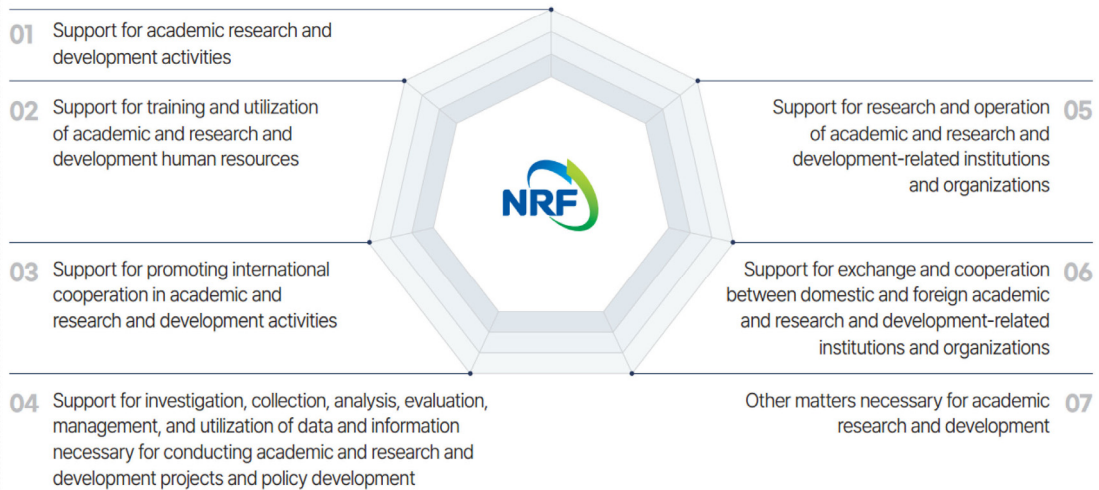 01 Support for academic research and
development activities
02 Support for training and utilization
of academic and research and
development human resources
03 Support for promoting international
cooperation in academic and
research and development activities
04 Support for investigation, collection, analysis, evaluation,
management, and utilization of data and information
necessary for conducting academic and research and
development projects and policy development
NRF
Support for research and operation 05
of academic and research and
development-related institutions
and organizations
Support for exchange and cooperation 06
between domestic and foreign academic
and research and development-related
institutions and organizations
Other matters necessary for academic 07
research and development